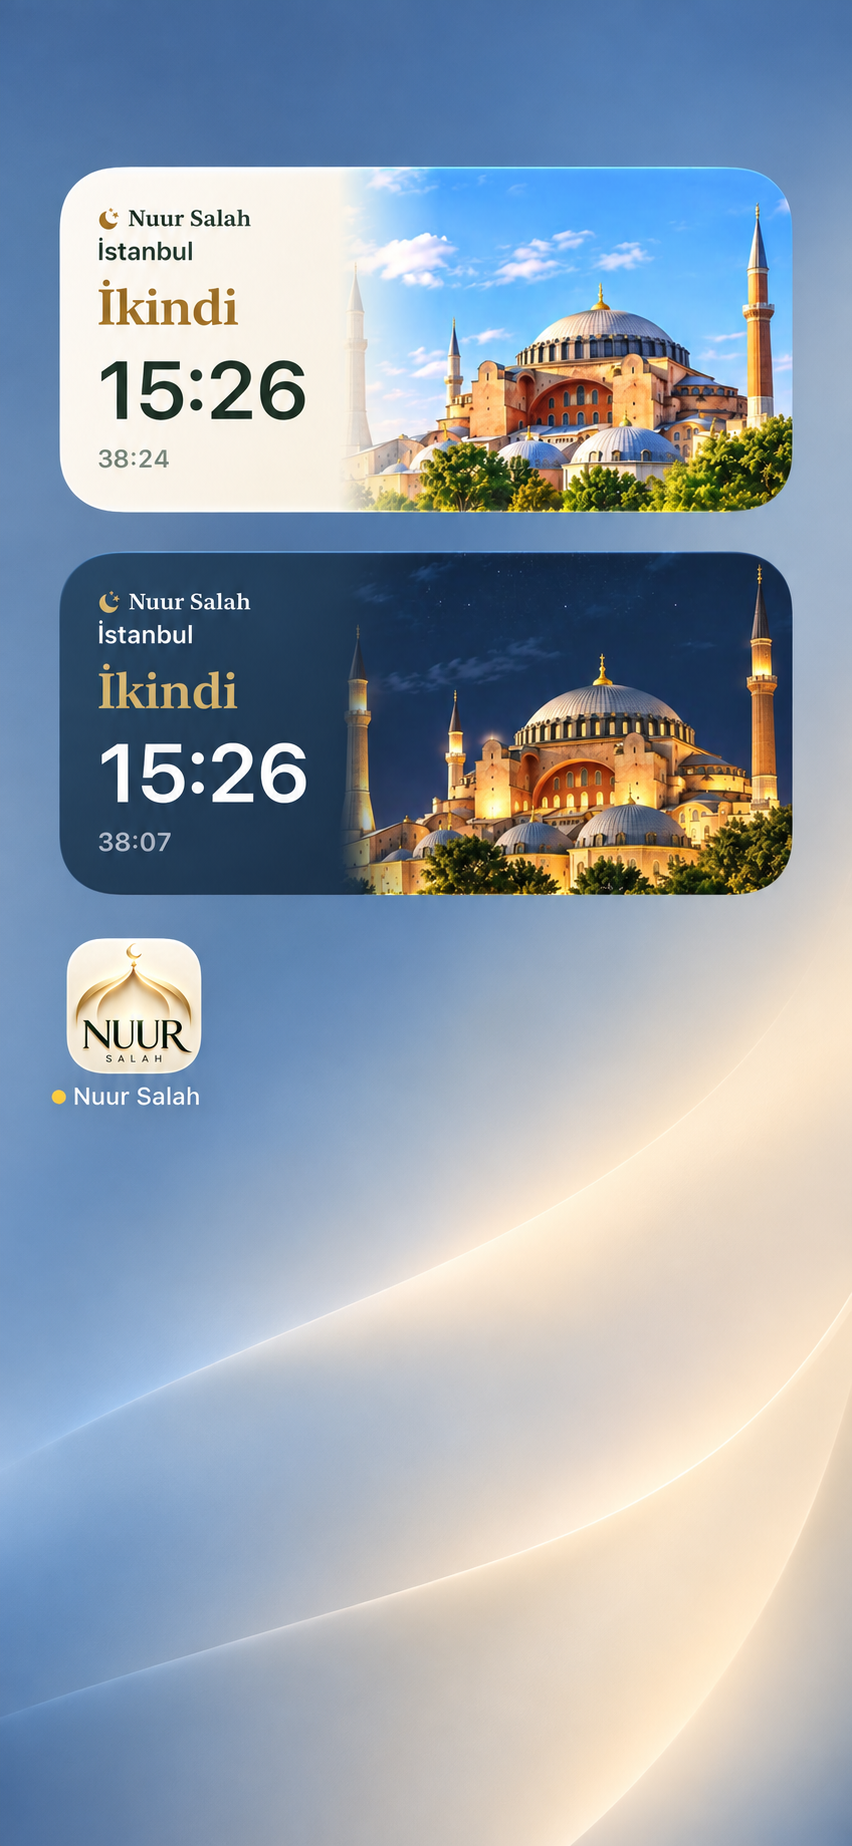 Nuur Salah
İstanbul
İkindi
15:26
38:24
Nuur Salah
İstanbul
İkindi
15:26
38:07
NUUR
SALAH
Nuur Salah